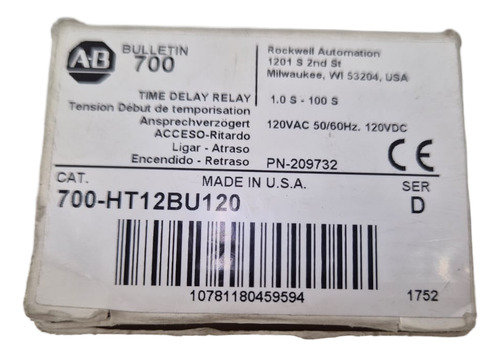 A-B
BULLETIN
700
Rockwell Automation
1201 S 2nd St
Milwaukee, WI 53204, USA
TIME DELAY RELAY
Tension Début de temporisation
Ansprechverzögert
ACCESO-Ritardo
Ligar - Atraso
Encendido - Retraso
1.0 S - 100 S
120VAC 50/60Hz. 120VDC
PN-209732
CE
CAT.
MADE IN U.S.A.
SER
700-HT12BU120
D
10781180459594
1752